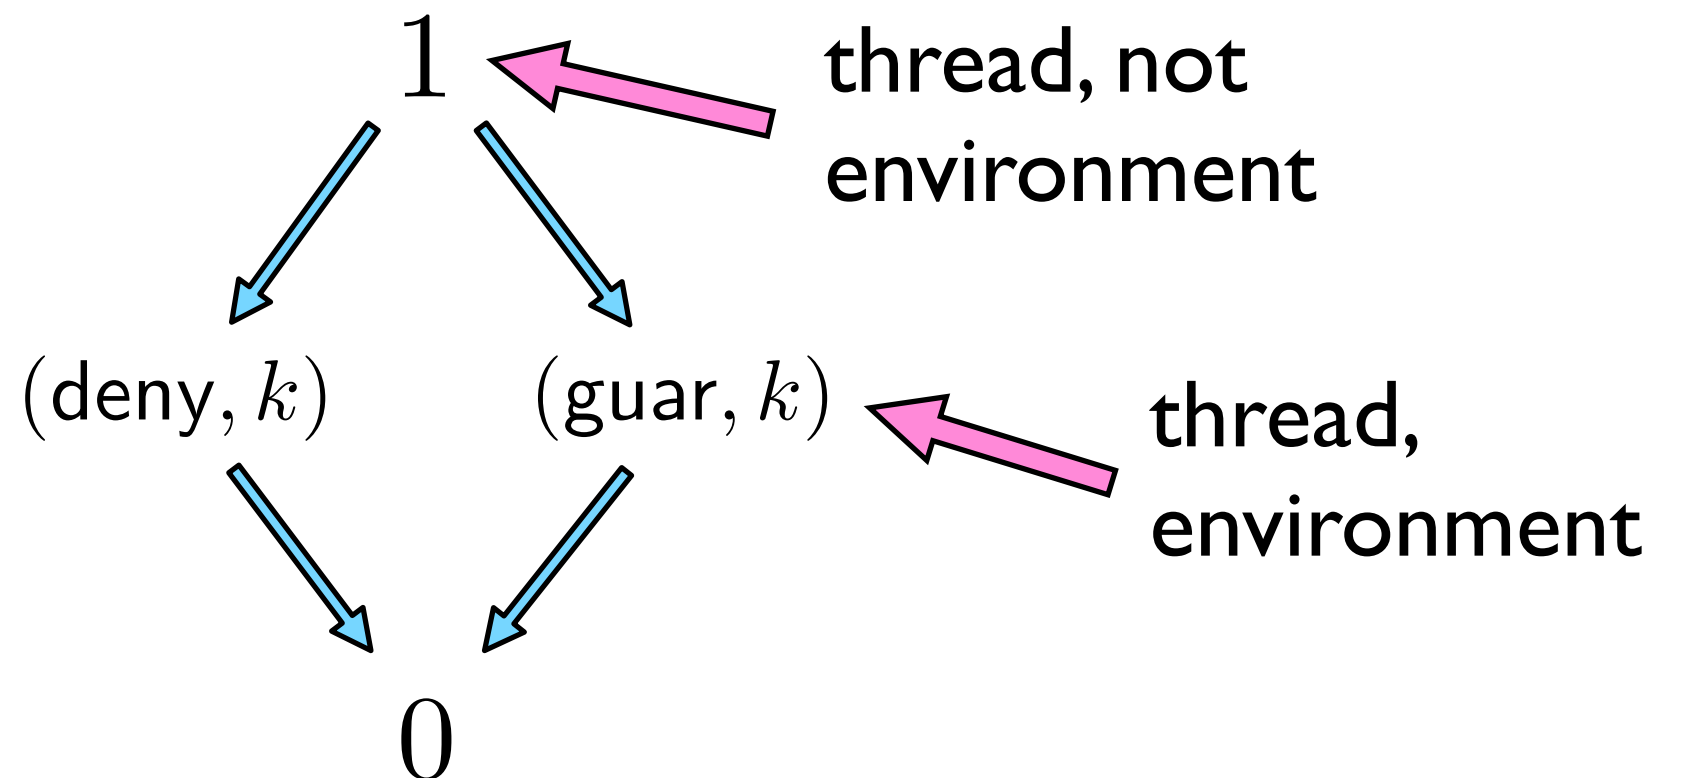 1
thread, not
environment
(deny, k)
(guar, k)
thread,
environment
0